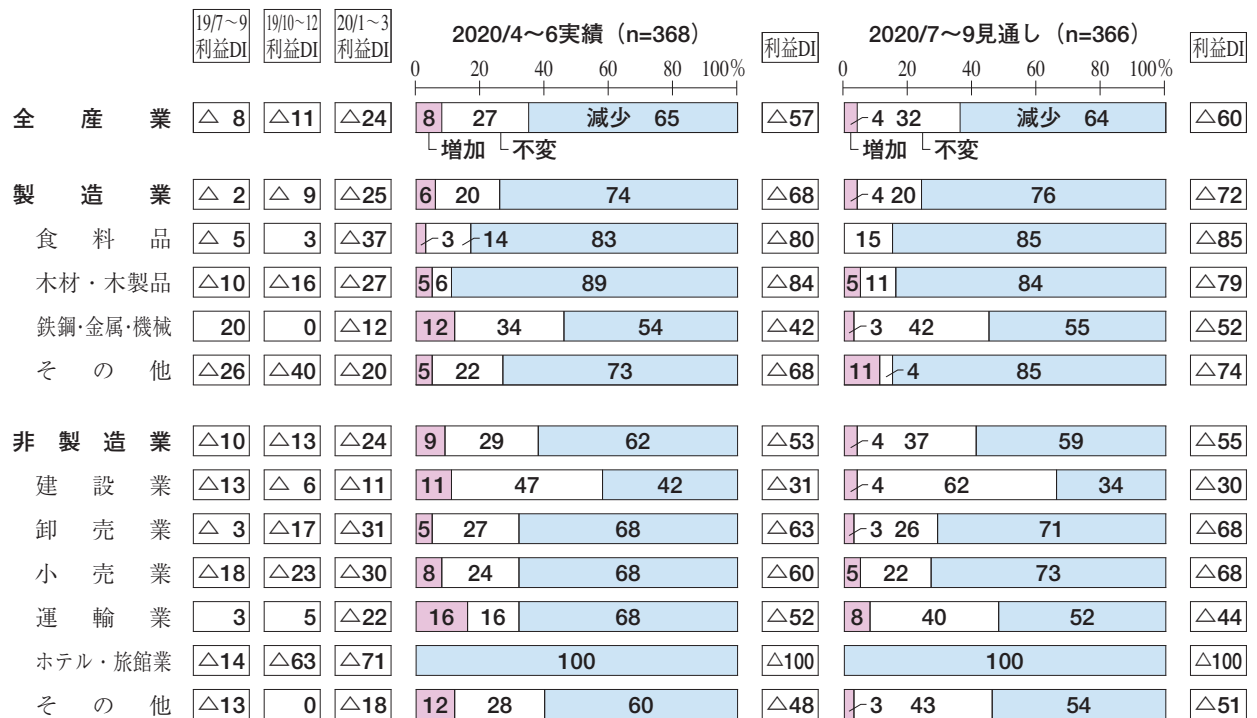 19/7～9 19/10～12 20/1～3
利益DI 利益DI 利益DI 2020/4～6実績（n=368） 利益DI 2020/7～9見通し（n=366） 利益DI
0 20 40 60 80 100% 0 20 40 60 80 100%
全産業 △ 8 △11 △24 8 27 減少 65 △57 4 32 減少 64 △60
増加 不変 増加 不変
製造業 △ 2 △ 9 △25 6 20 74 △68 4 20 76 △72
食料品 △ 5 3 △37 3 14 83 △80 15 85 △85
木材・木製品 △10 △16 △27 5 6 89 △84 5 11 84 △79
鉄鋼・金属・機械 20 0 △12 12 34 54 △42 3 42 55 △52
その他 △26 △40 △20 5 22 73 △68 11 4 85 △74
非製造業 △10 △13 △24 9 29 62 △53 4 37 59 △55
建設業 △13 △ 6 △11 11 47 42 △31 4 62 34 △30
卸売業 △ 3 △17 △31 5 27 68 △63 3 26 71 △68
小売業 △18 △23 △30 8 24 68 △60 5 22 73 △68
運輸業 3 5 △22 16 16 68 △52 8 40 52 △44
ホテル・旅館業 △14 △63 △71 100 △100 100 △100
その他 △13 0 △18 12 28 60 △48 3 43 54 △51